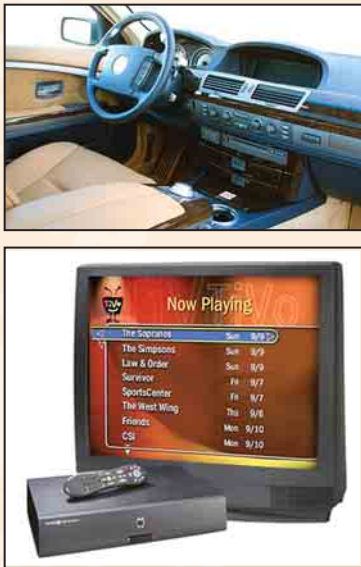 TiVo
Now Playing
The Sopranos Sun 9/9
The Simpsons Sun 9/9
Law & Order Sun 9/9
Survivor Fri 9/7
SportsCenter Fri 9/7
The West Wing Thu 9/6
Friends Mon 9/10
CSI Mon 9/10